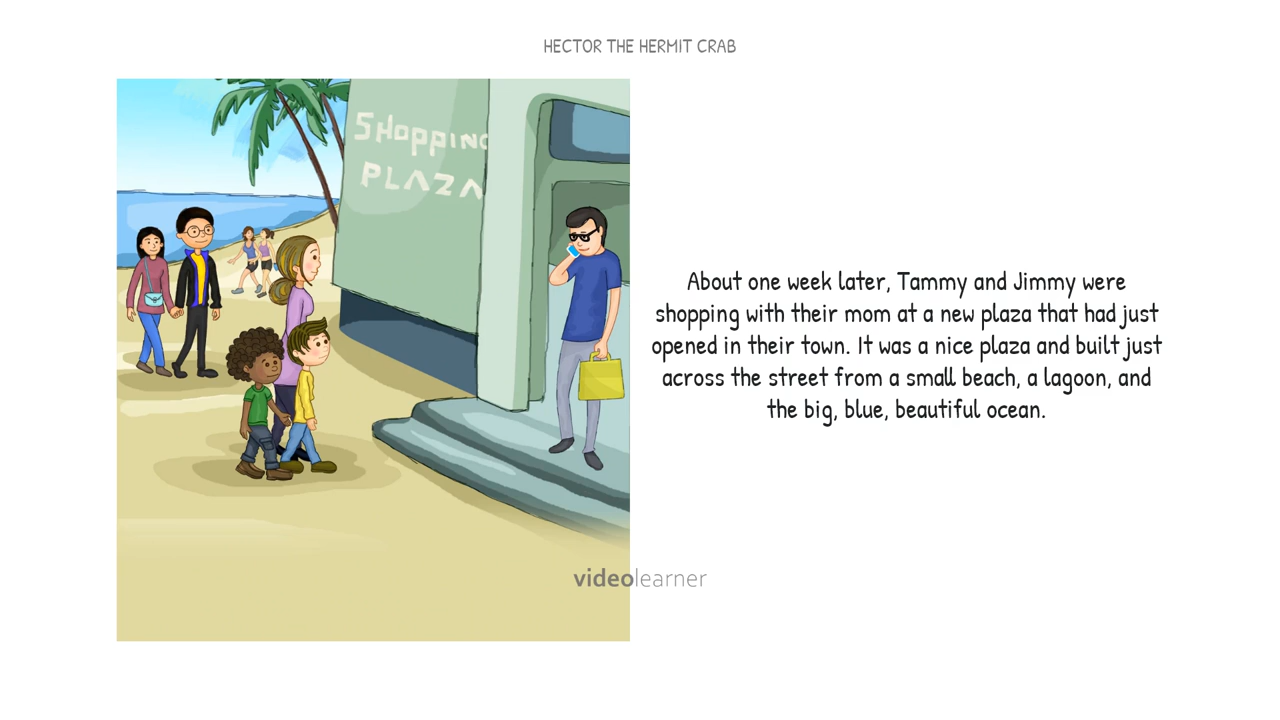 HECTOR THE HERMIT CRAB
SHOPPING
PLAZA
About one week later, Tammy and Jimmy were
shopping with their mom at a new plaza that had just
opened in their town. It was a nice plaza and built just
across the street from a small beach, a lagoon, and
the big, blue, beautiful ocean.
videolearner